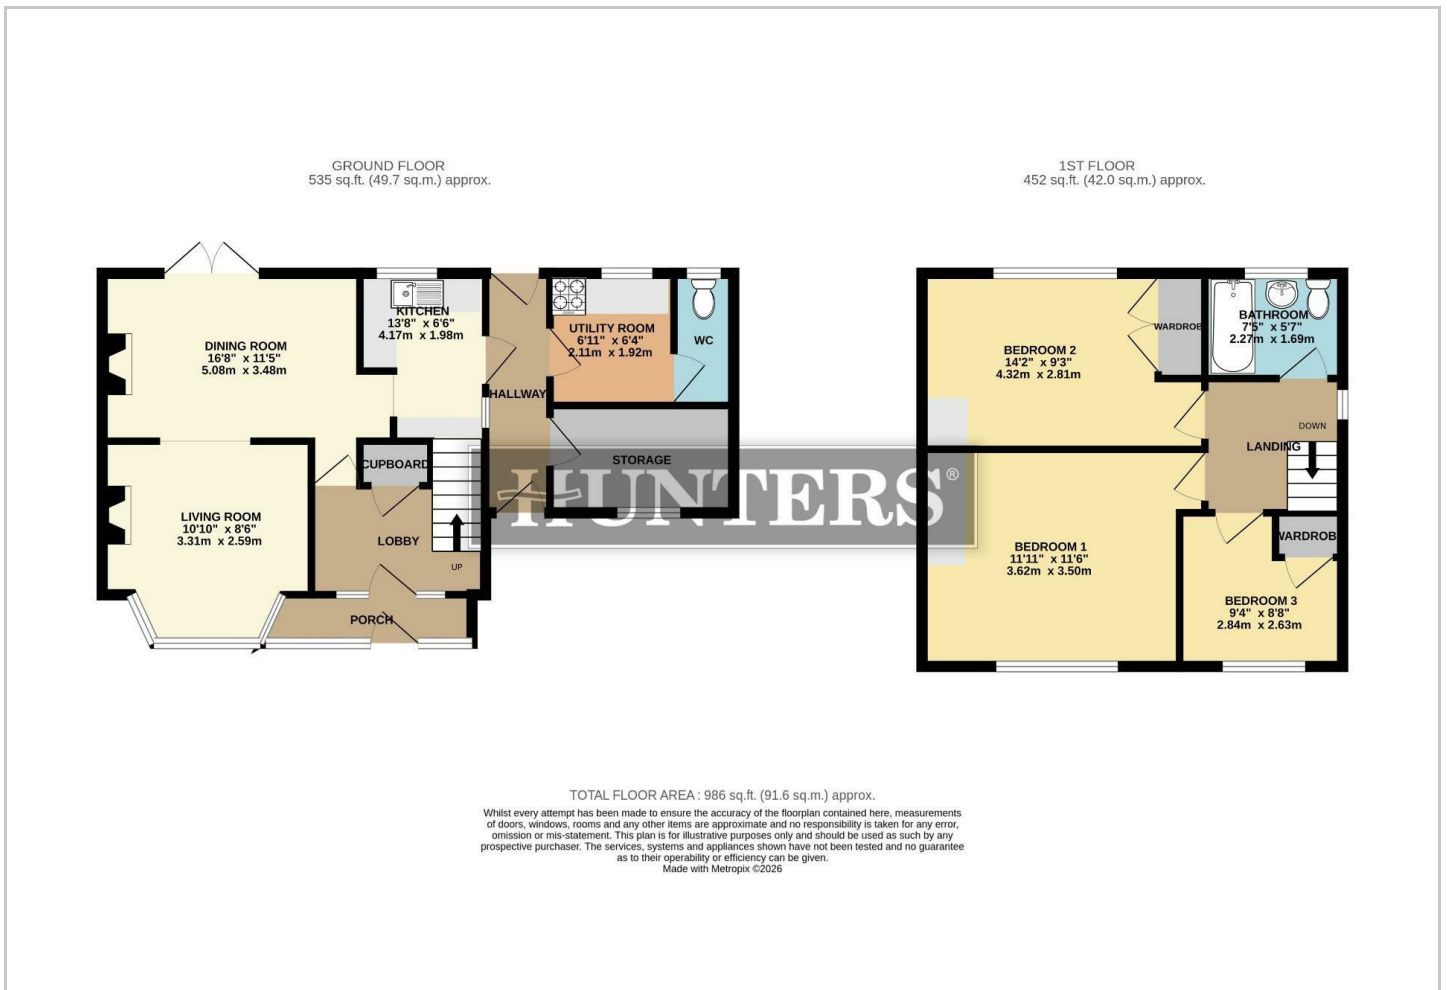 GROUND FLOOR
535 sq.ft. (49.7 sq.m.) approx.
1ST FLOOR
452 sq.ft. (42.0 sq.m.) approx.
DINING ROOM
16'8" x 11'5"
5.08m x 3.48m
KITCHEN
13'8" x 6'6"
4.17m x 1.98m
UTILITY ROOM
6'11" x 6'4"
2.11m x 1.92m
WC
HALLWAY
STORAGE
CUPBOARD
LIVING ROOM
10'10" x 8'6"
3.31m x 2.59m
LOBBY
UP
PORCH
HUNTERS®
BEDROOM 2
14'2" x 9'3"
4.32m x 2.81m
WARDROB
BATHROOM
7'5" x 5'7"
2.27m x 1.69m
DOWN
LANDING
BEDROOM 1
11'11" x 11'6"
3.62m x 3.50m
WARDROB
BEDROOM 3
9'4" x 8'8"
2.84m x 2.63m
TOTAL FLOOR AREA : 986 sq.ft. (91.6 sq.m.) approx.
Whilst every attempt has been made to ensure the accuracy of the floorplan contained here, measurements
of doors, windows, rooms and any other items are approximate and no responsibility is taken for any error,
omission or mis-statement. This plan is for illustrative purposes only and should be used as such by any
prospective purchaser. The services, systems and appliances shown have not been tested and no guarantee
as to their operability or efficiency can be given.
Made with Metropix ©2026